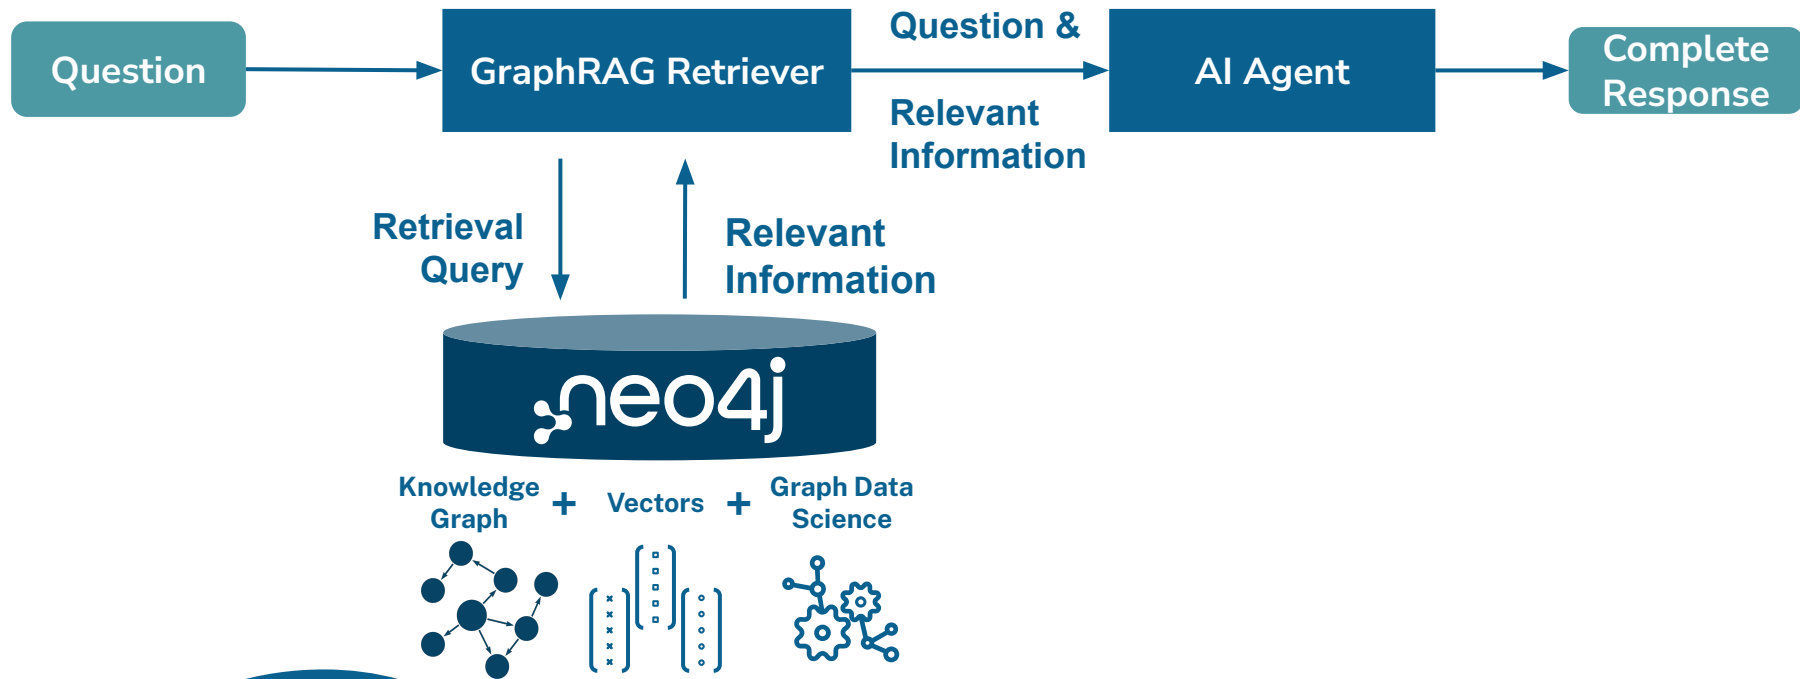 Question
GraphRAG Retriever
Question &
Relevant
Information
AI Agent
Complete
Response
Retrieval
Query
Relevant
Information
neo4j
Knowledge
Graph
+
Vectors
+
Graph Data
Science